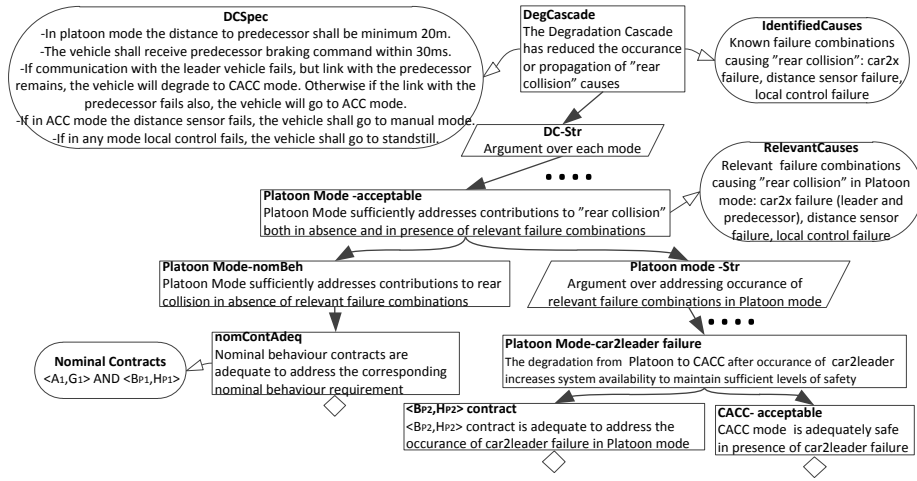 DCSpec
-In platoon mode the distance to predecessor shall be minimum 20m.
-The vehicle shall receive predecessor braking command within 30ms.
-If communication with the leader vehicle fails, but link with the predecessor
remains, the vehicle will degrade to CACC mode. Otherwise if the link with the
predecessor fails also, the vehicle will go to ACC mode.
-If in ACC mode the distance sensor fails, the vehicle shall go to manual mode.
-If in any mode local control fails, the vehicle shall go to standstill.
DegCascade
The Degradation Cascade
has reduced the occurance
or propagation of "rear
collision" causes
IdentifiedCauses
Known failure combinations
causing ”rear collision”: car2x
failure, distance sensor failure,
local control failure
DC-Str
Argument over each mode
RelevantCauses
Relevant failure combinations
causing ”rear collision” in Platoon
mode: car2x failure (leader and
predecessor), distance sensor
failure, local control failure
Platoon Mode -acceptable
Platoon Mode sufficiently addresses contributions to ”rear collision”
both in absence and in presence of relevant failure combinations
Platoon Mode-nomBeh
Platoon Mode sufficiently addresses contributions to rear
collision in absence of relevant failure combinations
Platoon mode -Str
Argument over addressing occurance of
relevant failure combinations in Platoon mode
Nominal Contracts
<A1,G1> AND <BP1,HP1>
nomContAdeq
Nominal behaviour contracts are
adequate to address the corresponding
nominal behaviour requirement
Platoon Mode-car2leader failure
The degradation from Platoon to CACC after occurance of car2leader
increases system availability to maintain sufficient levels of safety
<BP2,HP2> contract
<BP2,HP2> contract is adequate to address the
occurance of car2leader failure in Platoon mode
CACC- acceptable
CACC mode is adequately safe
in presence of car2leader failure